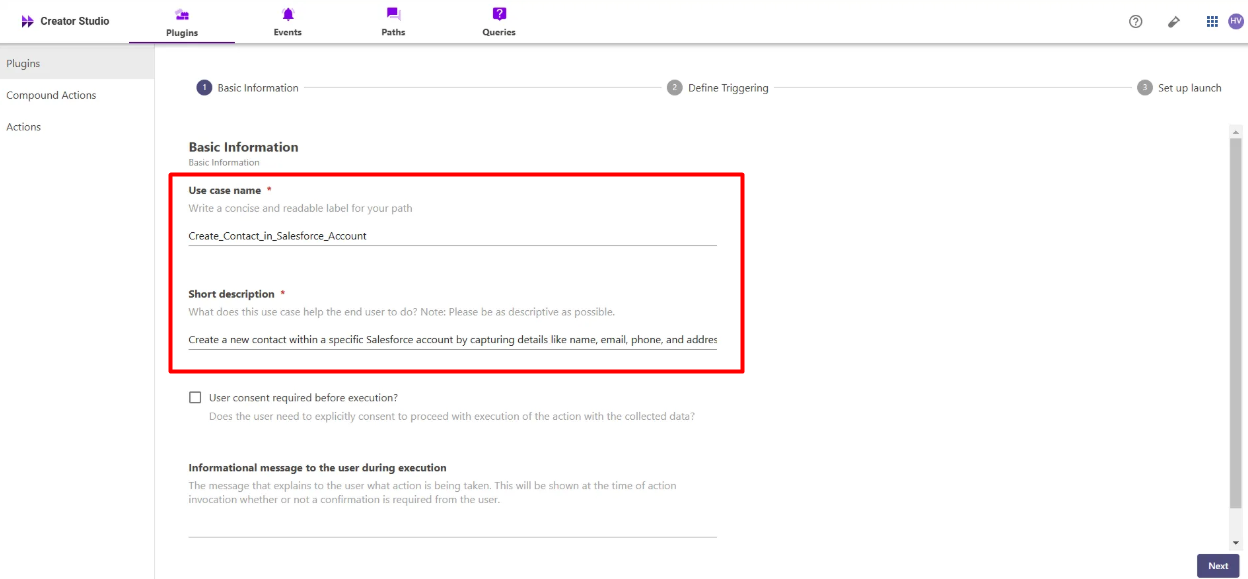 Creator Studio
Plugins
Events
Paths
Queries
HV
Plugins
Compound Actions
Actions
1 Basic Information
2 Define Triggering
3 Set up launch
Basic Information
Basic Information
Use case name *
Write a concise and readable label for your path
Create_Contact_in_Salesforce_Account
Short description *
What does this use case help the end user to do? Note: Please be as descriptive as possible.
Create a new contact within a specific Salesforce account by capturing details like name, email, phone, and addres
User consent required before execution?
Does the user need to explicitly consent to proceed with execution of the action with the collected data?
Informational message to the user during execution
The message that explains to the user what action is being taken. This will be shown at the time of action
invocation whether or not a confirmation is required from the user.
Next